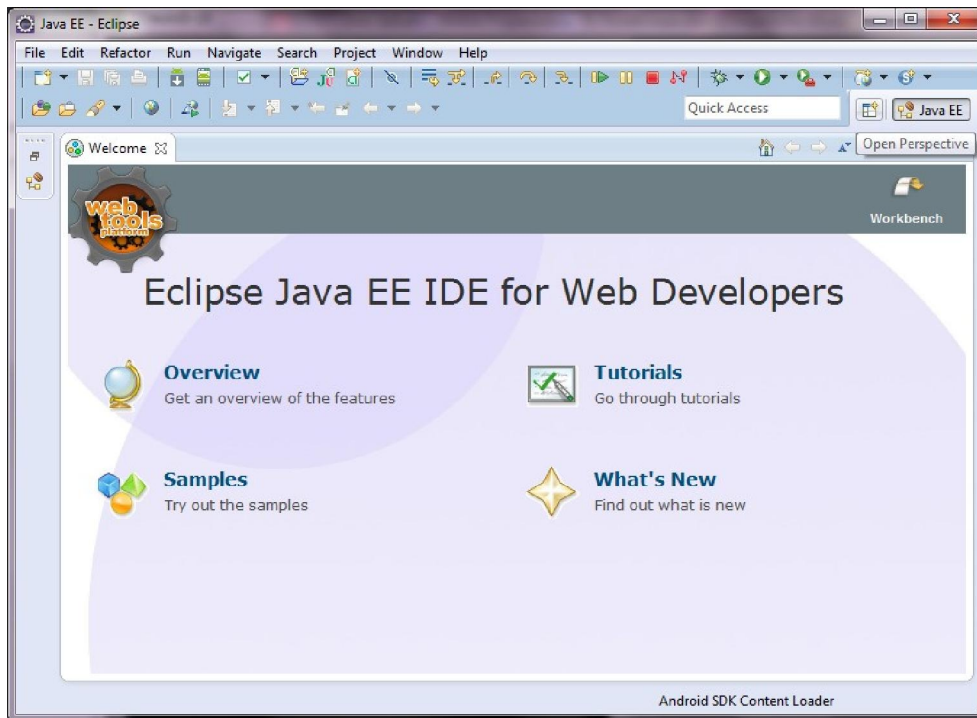 Java EE - Eclipse
File Edit Refactor Run Navigate Search Project Window Help
Quick Access
Java EE
Welcome
Open Perspective
web
tools
platform
Workbench
Eclipse Java EE IDE for Web Developers
Overview
Get an overview of the features
Tutorials
Go through tutorials
Samples
Try out the samples
What's New
Find out what is new
Android SDK Content Loader